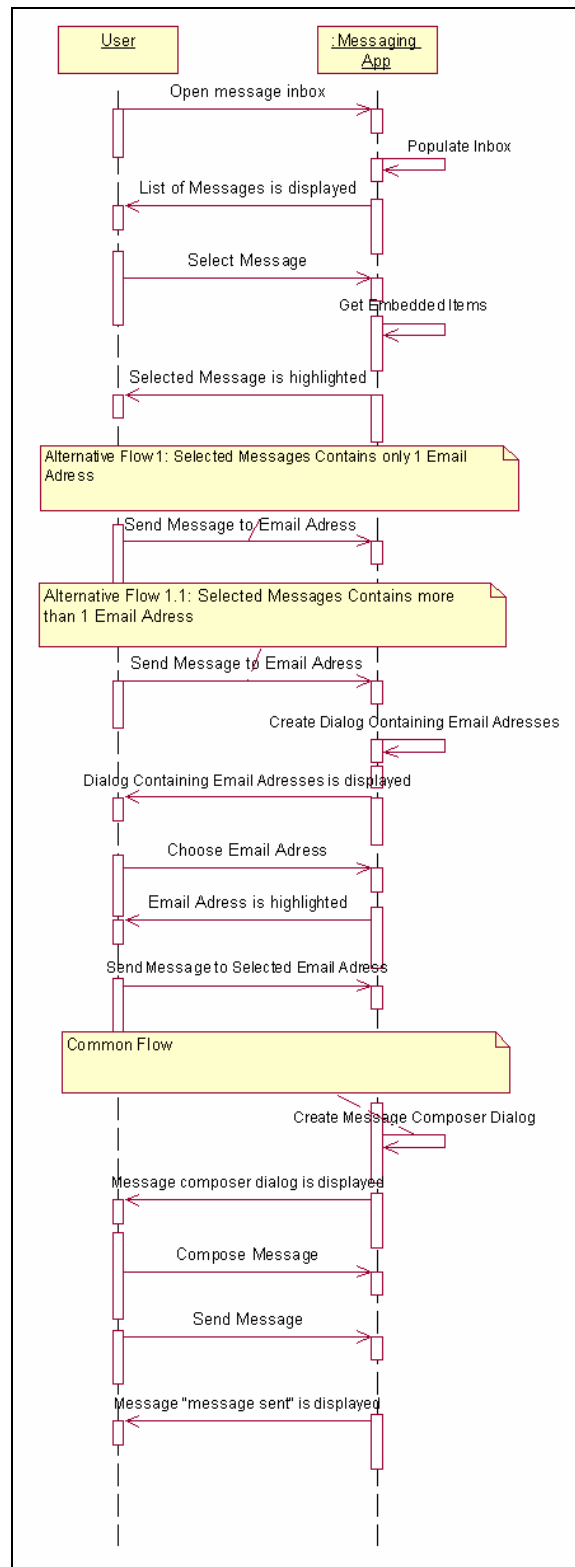 User
:Messaging
App
Open message inbox
Populate Inbox
List of Messages is displayed
Select Message
Get Embedded Items
Selected Message is highlighted
Alternative Flow 1: Selected Messages Contains only 1 Email
Adress
Send Message to Email Adress
Alternative Flow 1.1: Selected Messages Contains more
than 1 Email Adress
Send Message to Email Adress
Create Dialog Containing Email Adresses
Dialog Containing Email Adresses is displayed
Choose Email Adress
Email Adress is highlighted
Send Message to Selected Email Adress
Common Flow
Create Message Composer Dialog
Message composer dialog is displayed
Compose Message
Send Message
Message "message sent" is displayed